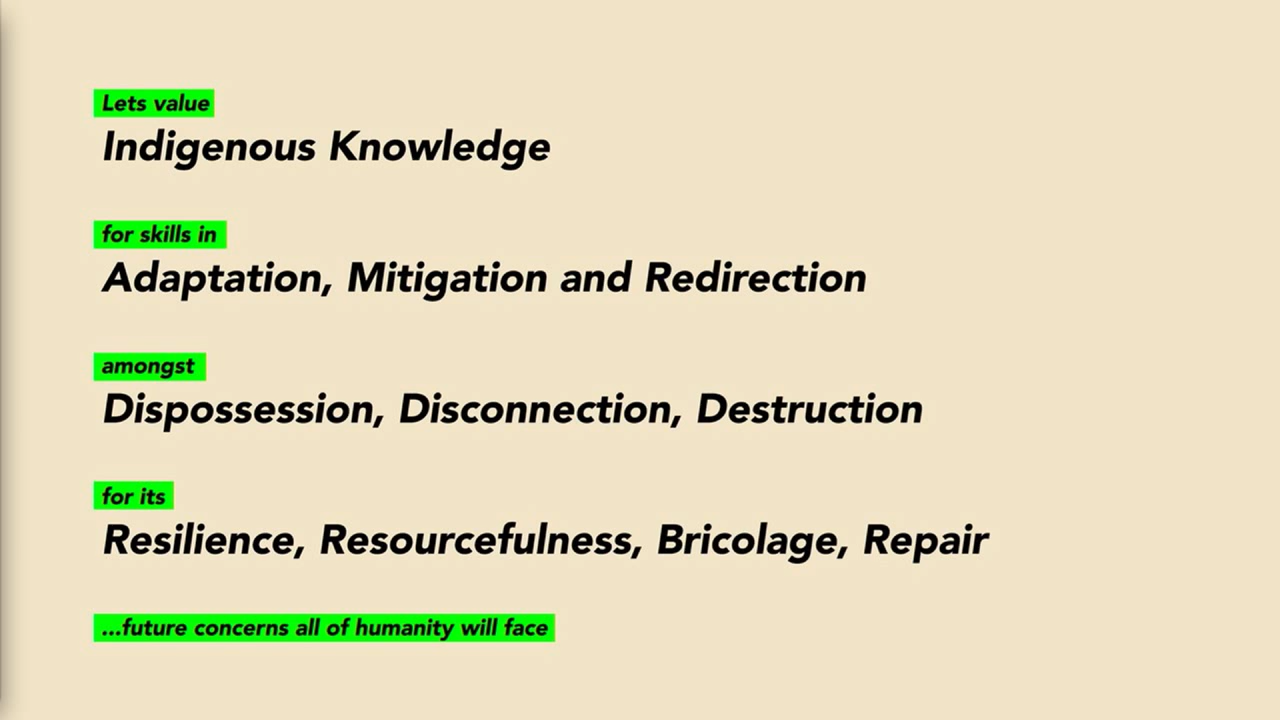 Lets value
Indigenous Knowledge
for skills in
Adaptation, Mitigation and Redirection
amongst
Dispossession, Disconnection, Destruction
for its
Resilience, Resourcefulness, Bricolage, Repair
...future concerns all of humanity will face